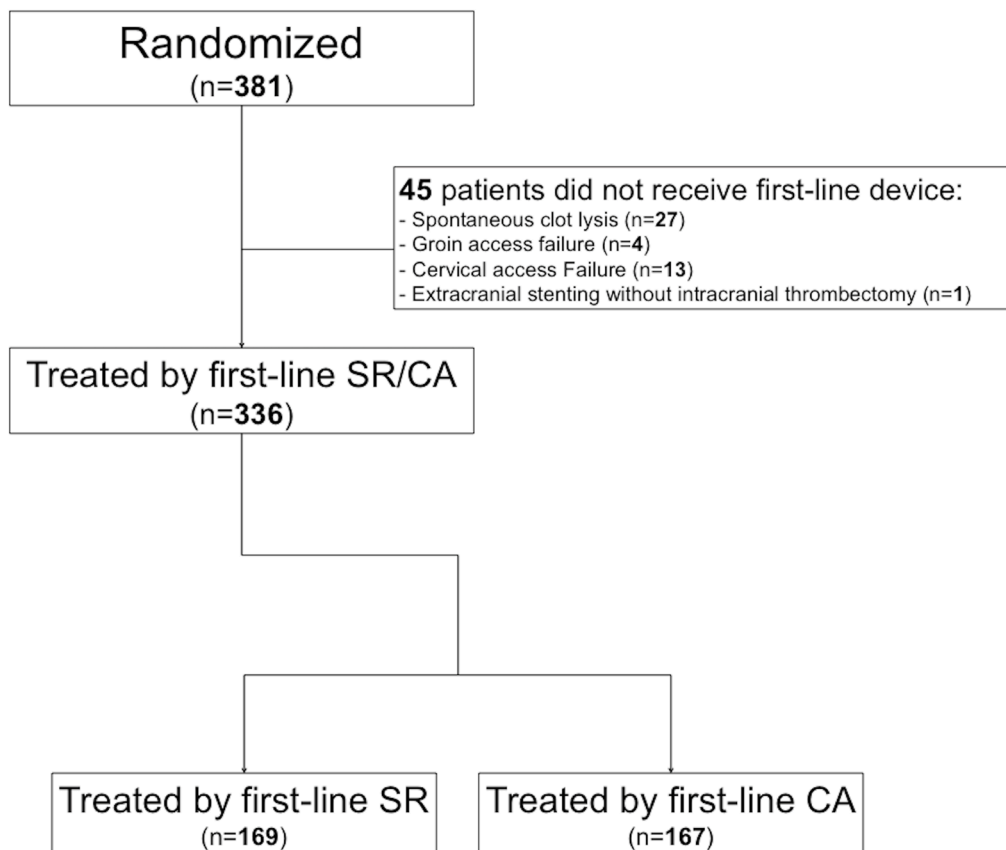 Randomized
(n=381)
45 patients did not receive first-line device:
- Spontaneous clot lysis (n=27)
- Groin access failure (n=4)
- Cervical access Failure (n=13)
- Extracranial stenting without intracranial thrombectomy (n=1)
Treated by first-line SR/CA
(n=336)
Treated by first-line SR
(n=169)
Treated by first-line CA
(n=167)